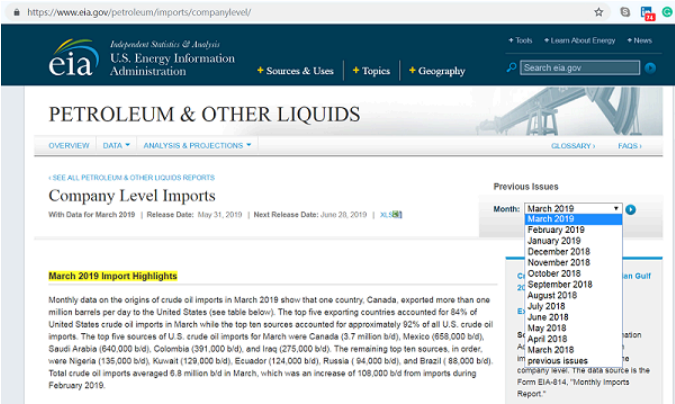 https://www.eia.gov/petroleum/imports/companylevel/
Independent Statistics & Analysis
U.S. Energy Information
Administration
eia
+ Tools + Learn About Energy + News
+ Sources & Uses + Topics + Geography
Search eia.gov
PETROLEUM & OTHER LIQUIDS
OVERVIEW DATA ANALYSIS & PROJECTIONS GLOSSARY › FAQS ›
‹ SEE ALL PETROLEUM & OTHER LIQUIDS REPORTS
Company Level Imports
With Data for March 2019 | Release Date: May 31, 2019 | Next Release Date: June 28, 2019 | XLS
Previous Issues
Month: March 2019
March 2019
February 2019
January 2019
December 2018
November 2018
October 2018
September 2018
August 2018
July 2018
June 2018
May 2018
April 2018
March 2018
previous issues
March 2019 Import Highlights
Monthly data on the origins of crude oil imports in March 2019 show that one country, Canada, exported more than one
million barrels per day to the United States (see table below). The top five exporting countries accounted for 84% of
United States crude oil imports in March while the top ten sources accounted for approximately 92% of all U.S. crude oil
imports. The top five sources of U.S. crude oil imports for March were Canada (3.7 million b/d), Mexico (658,000 b/d),
Saudi Arabia (640,000 b/d), Colombia (391,000 b/d), and Iraq (275,000 b/d). The remaining top ten sources, in order,
were Nigeria (135,000 b/d), Kuwait (129,000 b/d), Ecuador (124,000 b/d), Russia ( 94,000 b/d), and Brazil ( 88,000 b/d).
Total crude oil imports averaged 6.8 million b/d in March, which was an increase of 108,000 b/d from imports during
February 2019.
Gulf
the
company level. The data source is the
Form EIA-814, "Monthly Imports
Report."